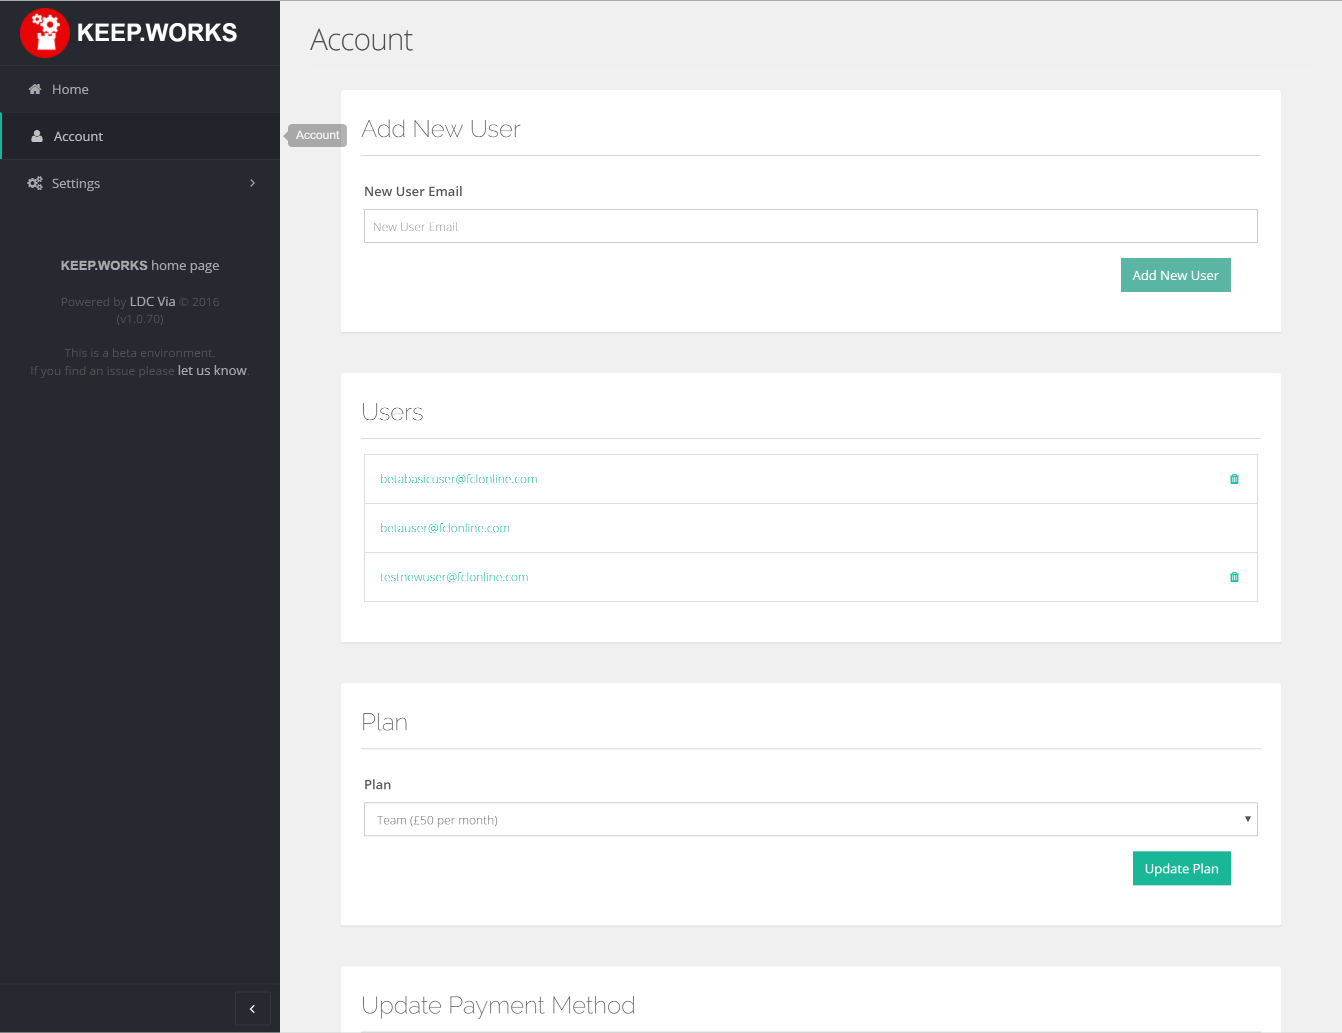 KEEP.WORKS
Home
Account
Settings
KEEP.WORKS home page
Powered by LDC Via © 2016
(v1.0.70)
This is a beta environment.
If you find an issue please let us know.
Account
Account
Add New User
New User Email
New User Email
Add New User
Users
betabasicuser@fclonline.com
betauser@fclonline.com
testnewuser@fclonline.com
Plan
Plan
Team (£50 per month)
Update Plan
Update Payment Method